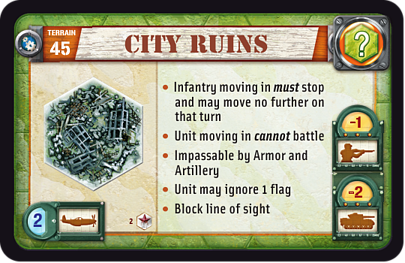 TERRAIN
45
CITY RUINS
?
• Infantry moving in must stop
and may move no further on
that turn
• Unit moving in cannot battle
• Impassable by Armor and
Artillery
• Unit may ignore 1 flag
• Block line of sight
-1
-2
2
2